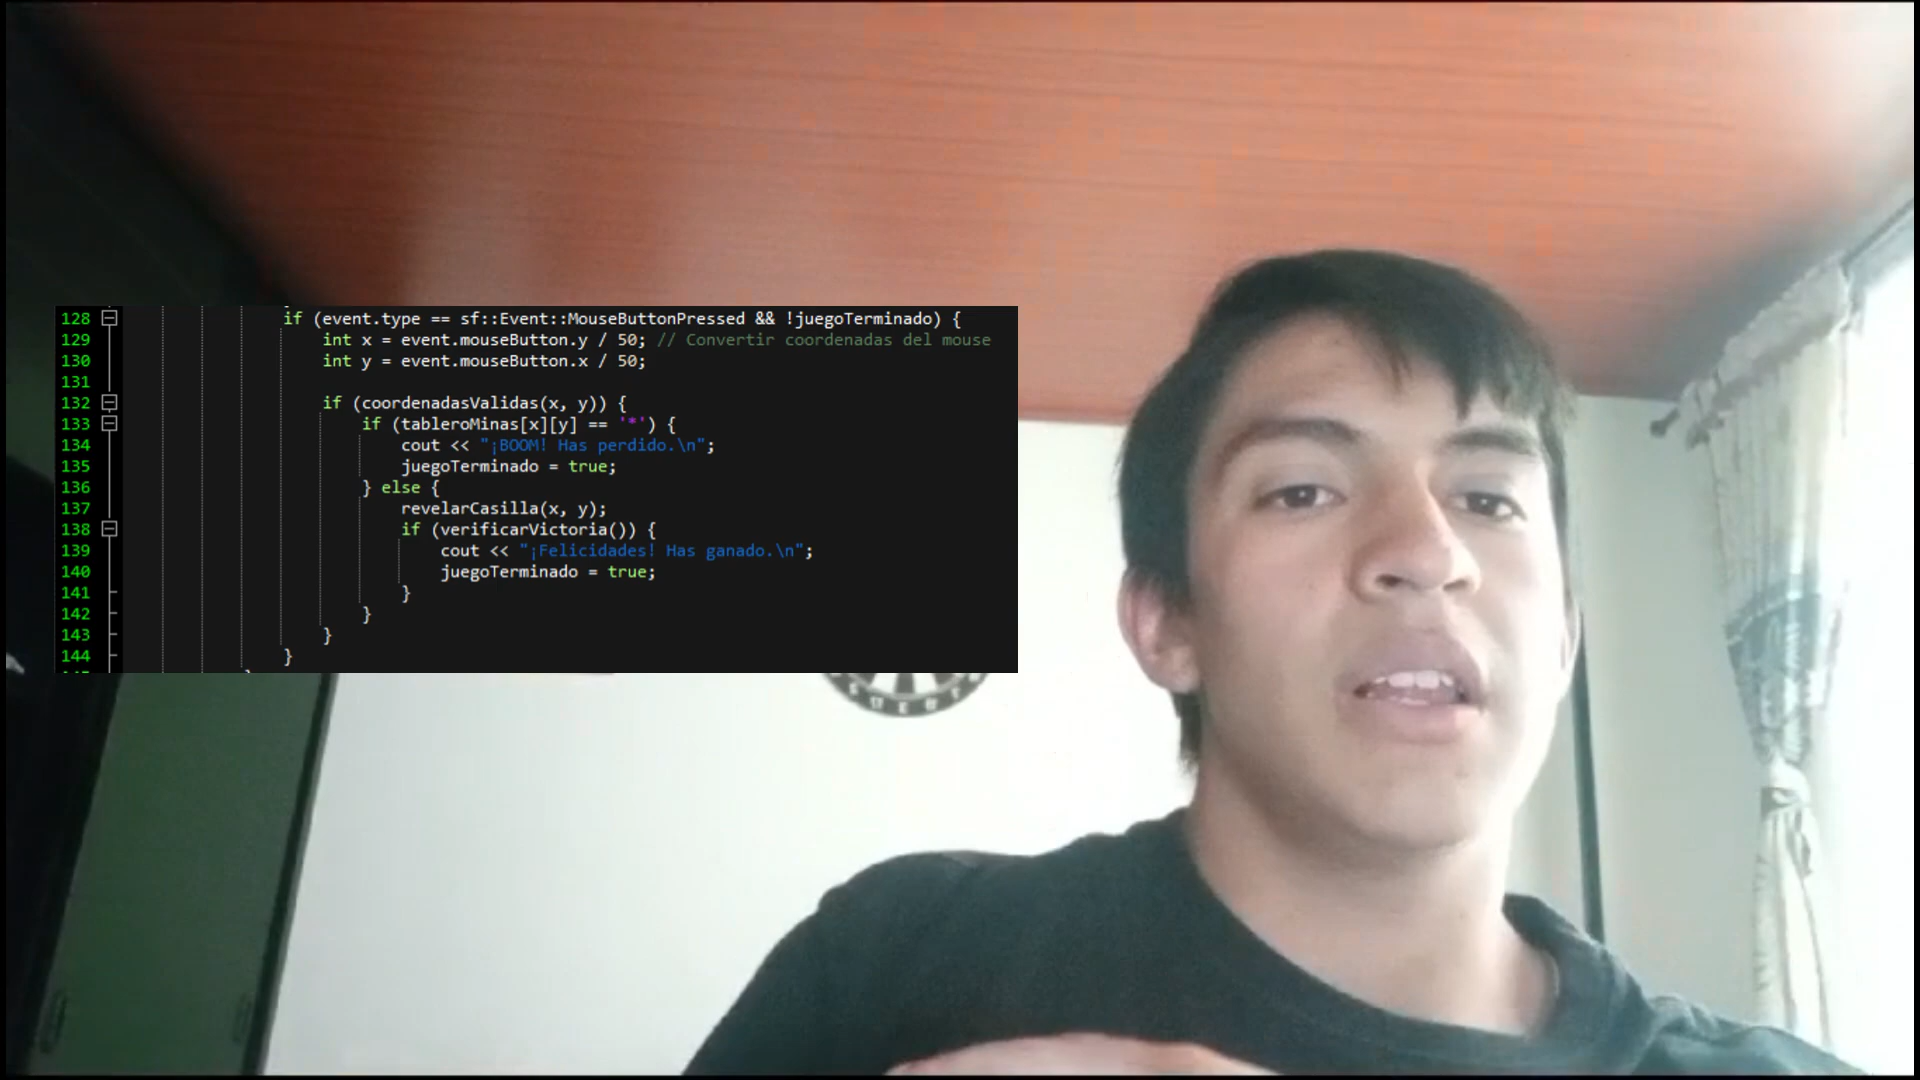 128 if (event.type == sf::Event::MouseButtonPressed && !juegoTerminado) {
129 int x = event.mouseButton.y / 50; // Convertir coordenadas del mouse
130 int y = event.mouseButton.x / 50;
131
132 if (coordenadasValidas(x, y)) {
133 if (tableroMinas[x][y] == '*') {
134 cout << "¡BOOM! Has perdido.\n";
135 juegoTerminado = true;
136 } else {
137 revelarCasilla(x, y);
138 if (verificarVictoria()) {
139 cout << "¡Felicidades! Has ganado.\n";
140 juegoTerminado = true;
141 }
142 }
143 }
144 }